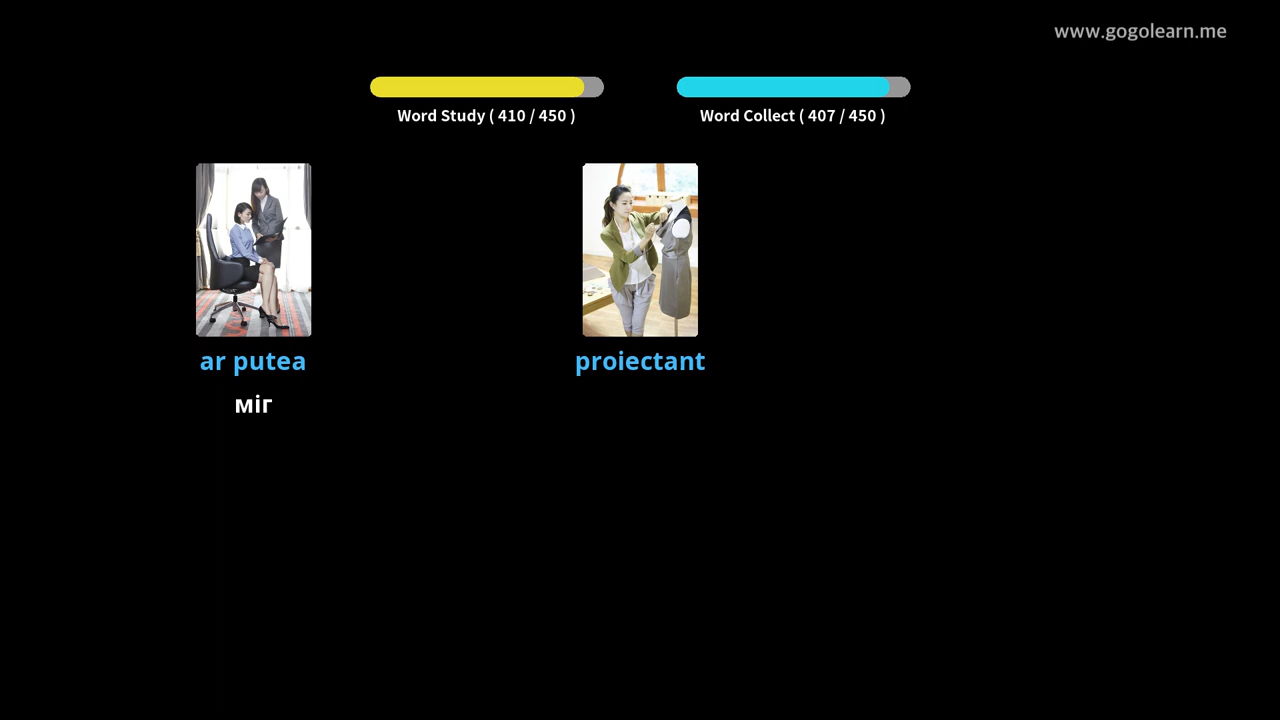 www.gogolearn.me
Word Study ( 410 / 450 )
Word Collect ( 407 / 450 )
ar putea
proiectant
міг